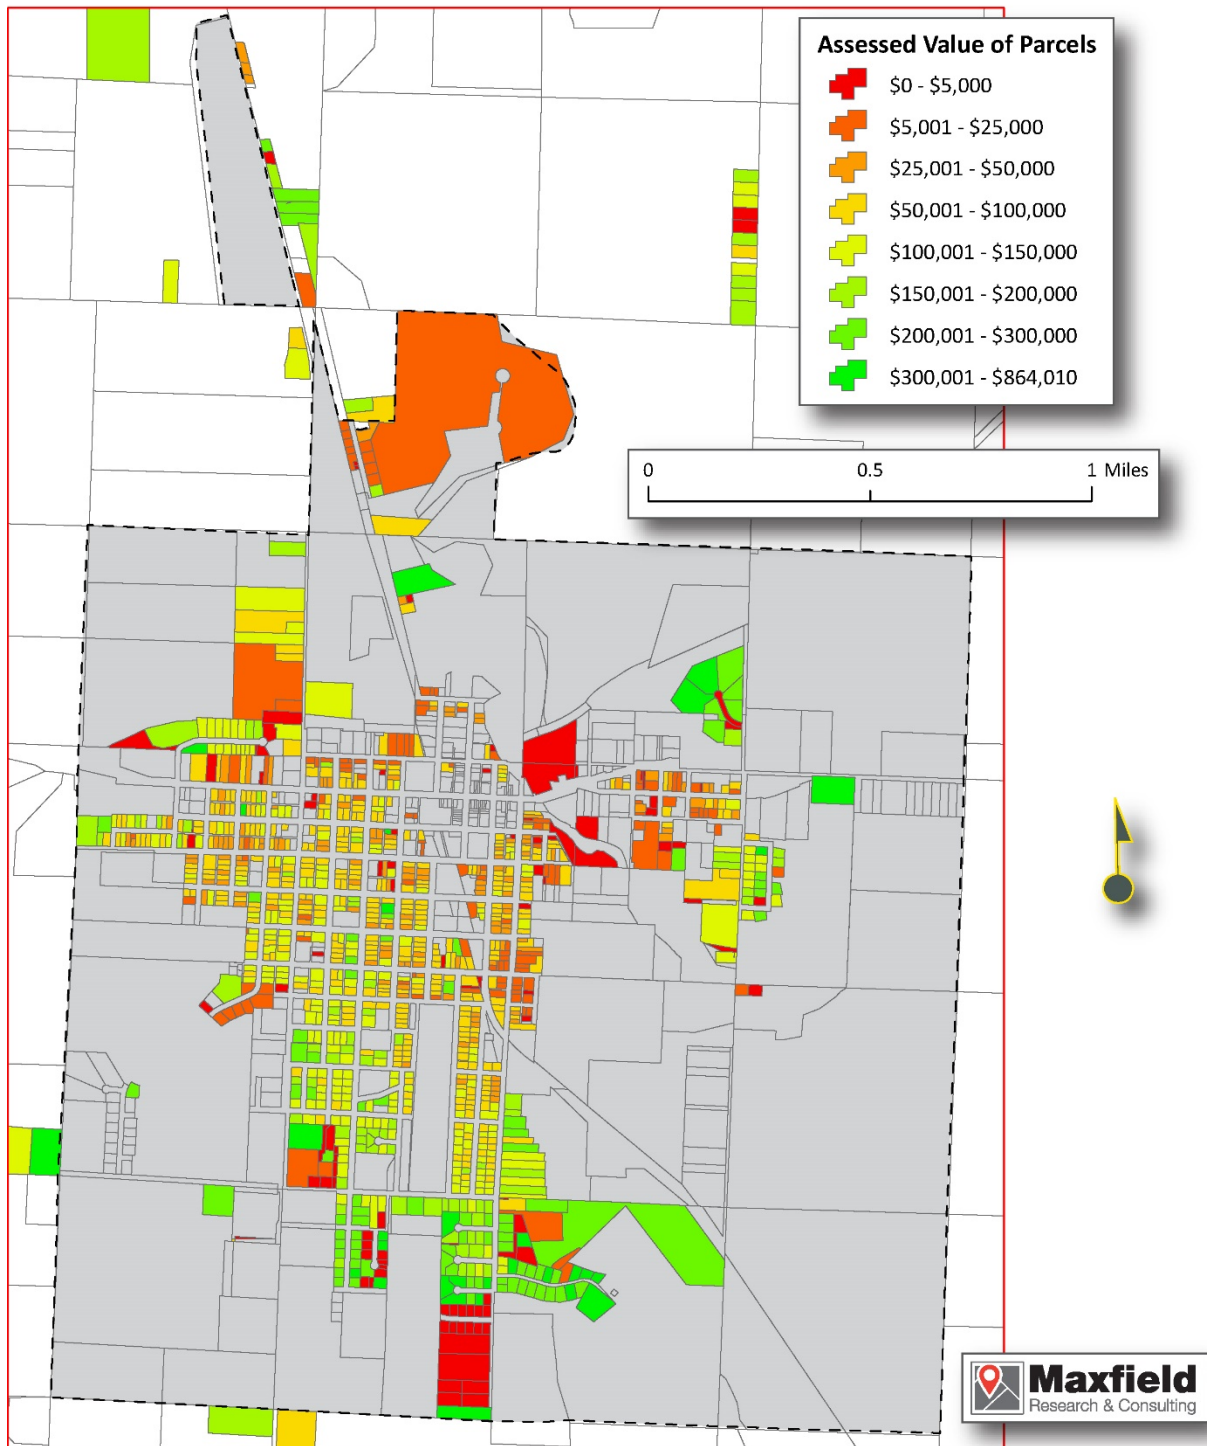 Assessed Value of Parcels
$0 - $5,000
$5,001 - $25,000
$25,001 - $50,000
$50,001 - $100,000
$100,001 - $150,000
$150,001 - $200,000
$200,001 - $300,000
$300,001 - $864,010
0 0.5 1 Miles
Maxfield
Research & Consulting